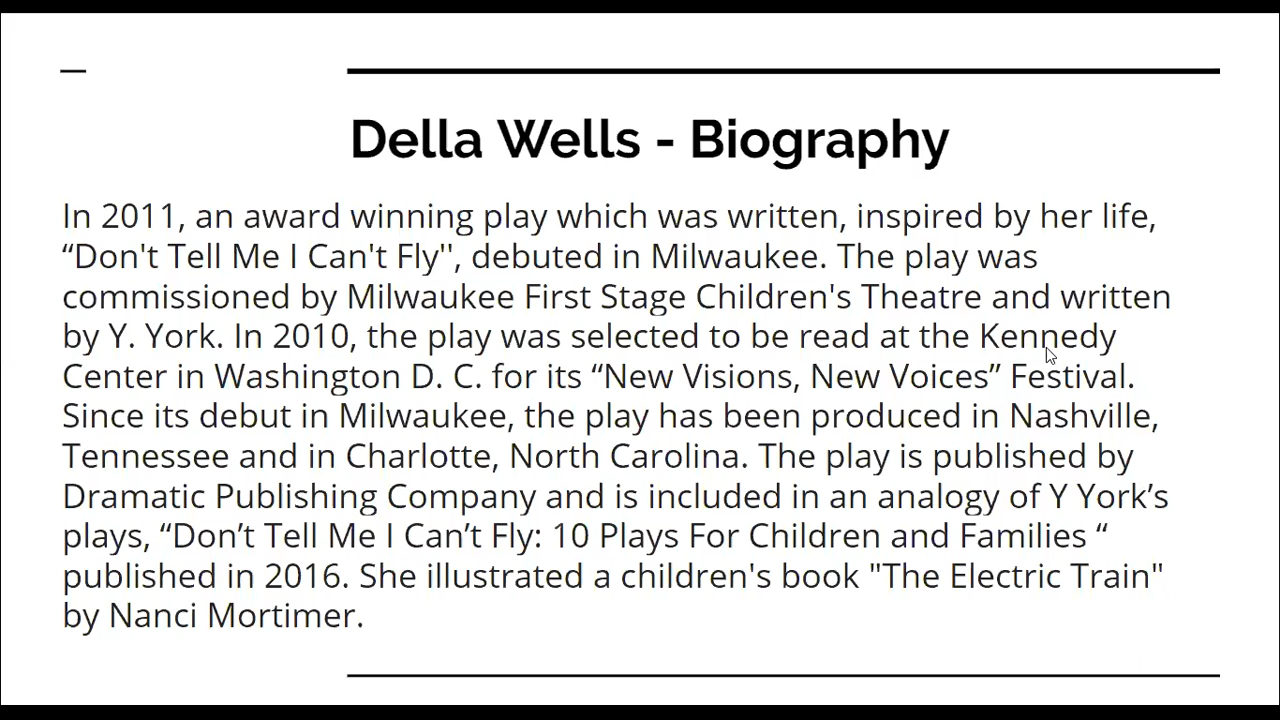 Della Wells - Biography
In 2011, an award winning play which was written, inspired by her life,
“Don't Tell Me I Can't Fly'', debuted in Milwaukee. The play was
commissioned by Milwaukee First Stage Children's Theatre and written
by Y. York. In 2010, the play was selected to be read at the Kennedy
Center in Washington D. C. for its “New Visions, New Voices” Festival.
Since its debut in Milwaukee, the play has been produced in Nashville,
Tennessee and in Charlotte, North Carolina. The play is published by
Dramatic Publishing Company and is included in an analogy of Y York’s
plays, “Don’t Tell Me I Can’t Fly: 10 Plays For Children and Families “
published in 2016. She illustrated a children's book "The Electric Train"
by Nanci Mortimer.